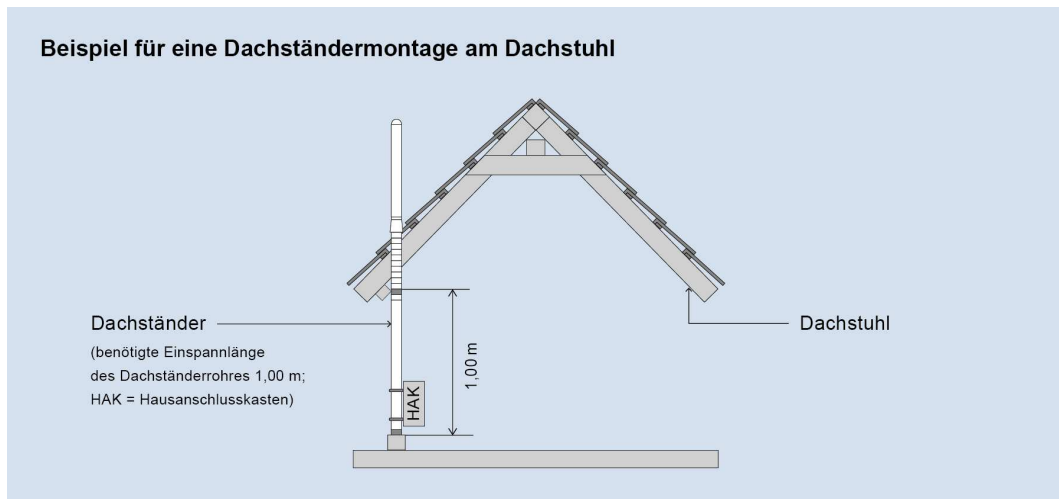 Beispiel für eine Dachständermontage am Dachstuhl
Dachständer
(benötigte Einspannlänge
des Dachständerrohres 1,00 m;
HAK = Hausanschlusskasten)
HAK
1,00 m
Dachstuhl